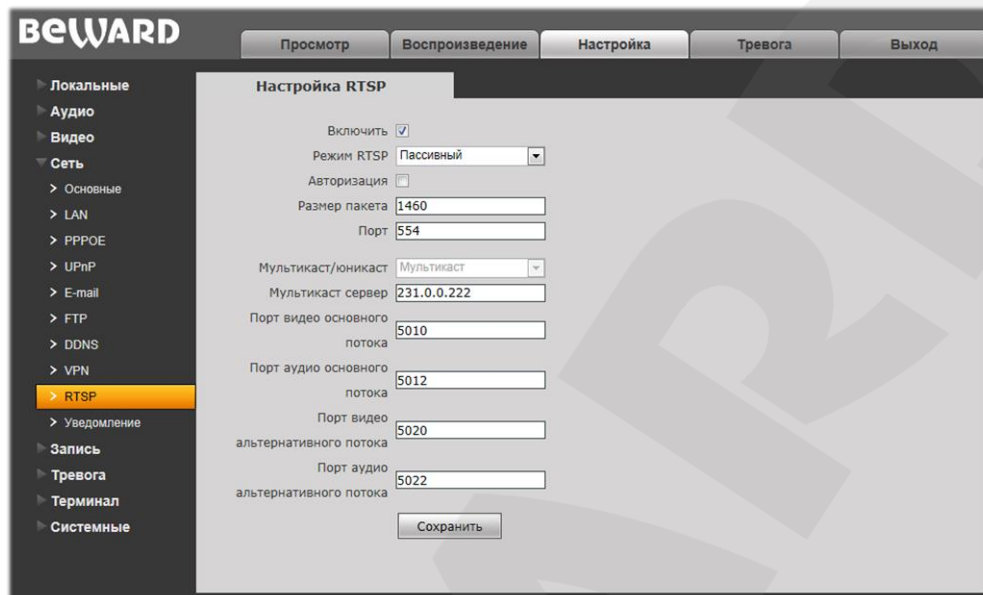 BEWARD
Просмотр
Воспроизведение
Настройка
Тревога
Выход
Локальные
Аудио
Видео
Сеть
Основные
LAN
PPPOE
UPnP
E-mail
FTP
DDNS
VPN
RTSP
Уведомление
Запись
Тревога
Терминал
Системные
Настройка RTSP
Включить
Режим RTSP Пассивный
Авторизация
Размер пакета 1460
Порт 554
Мультикаст/юникаст Мультикаст
Мультикаст сервер 231.0.0.222
Порт видео основного
потока 5010
Порт аудио основного
потока 5012
Порт видео
альтернативного потока 5020
Порт аудио
альтернативного потока 5022
Сохранить